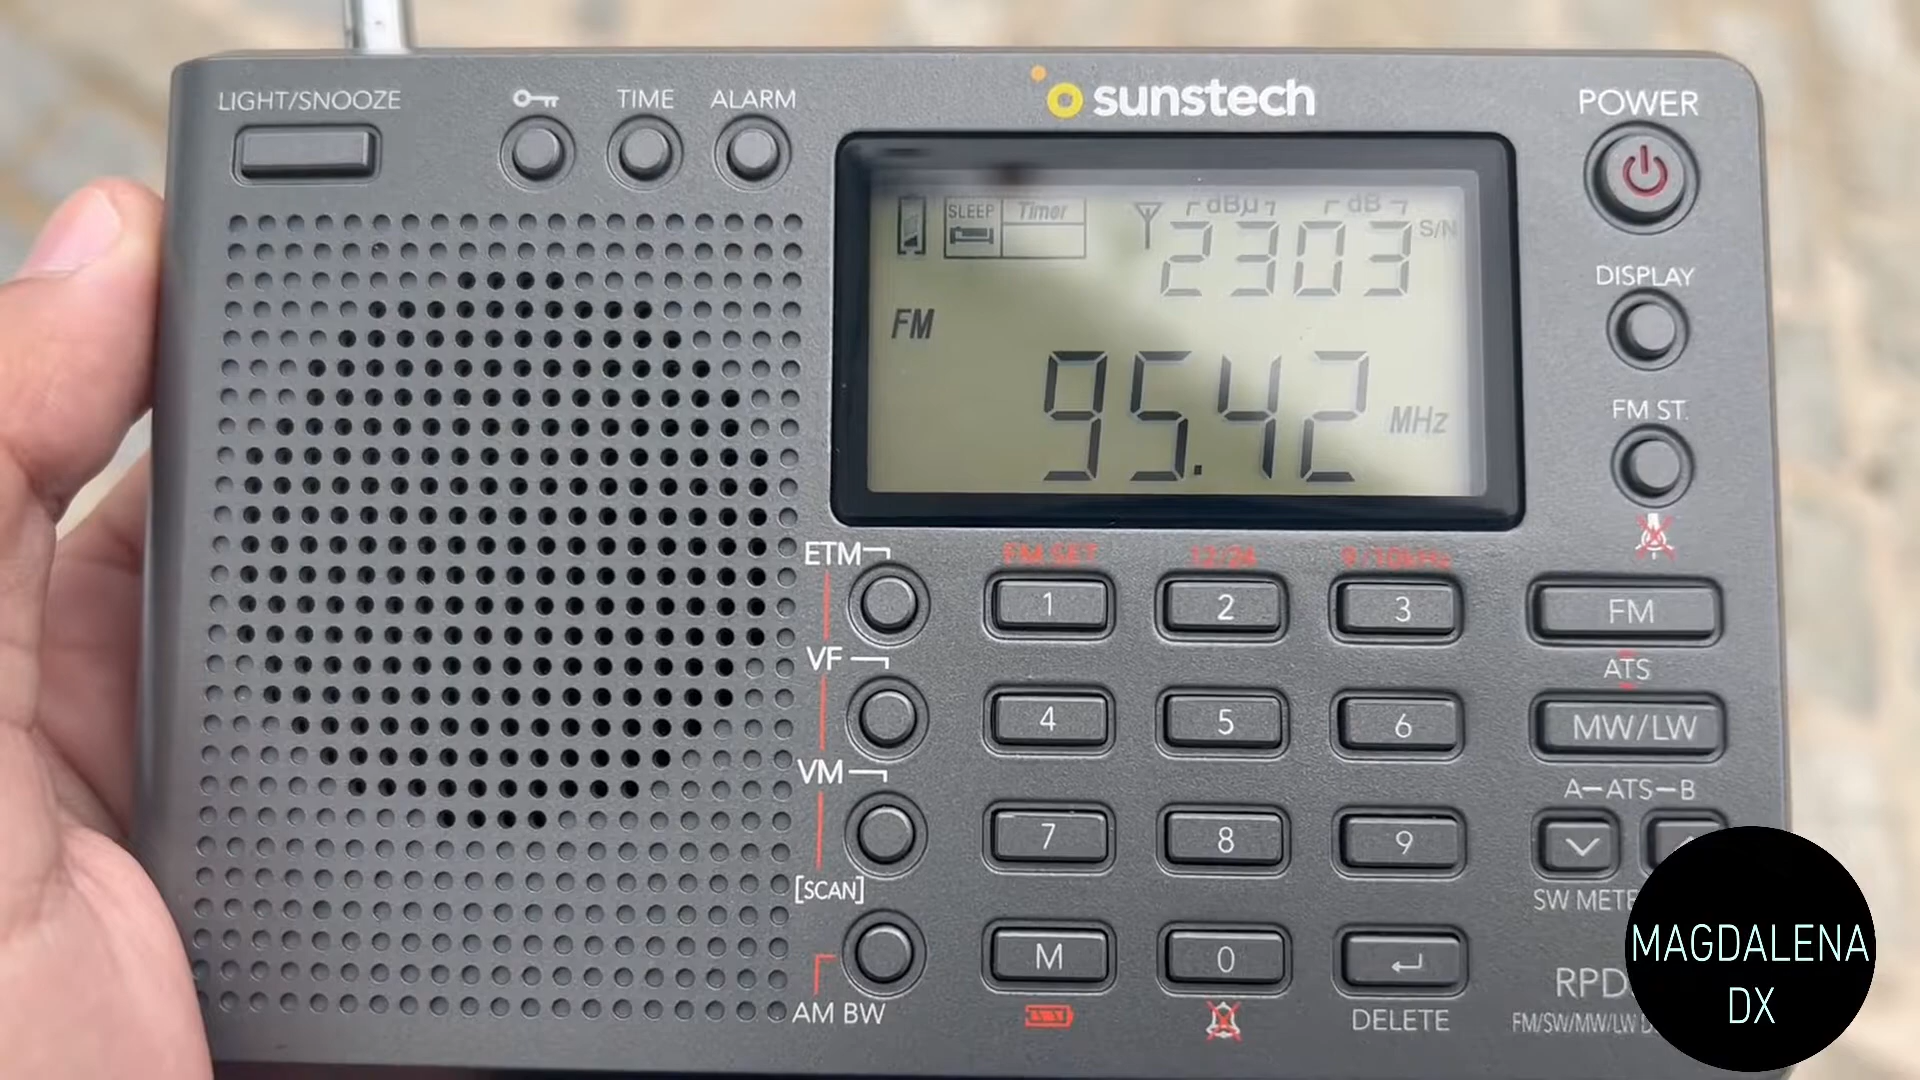 LIGHT/SNOOZE
TIME
ALARM
sunstech
POWER
SLEEP
Timer
dBµ
dB
2303
S/N
FM
95.42
MHz
DISPLAY
FM ST.
ETM
FM SET
12/24
9/10kHz
1
2
3
FM
VF
ATS
4
5
6
MW/LW
VM
A-ATS-B
7
8
9
[SCAN]
SW METE
M
0
RPD
AM BW
DELETE
FM/SW/MW/LW
MAGDALENA
DX